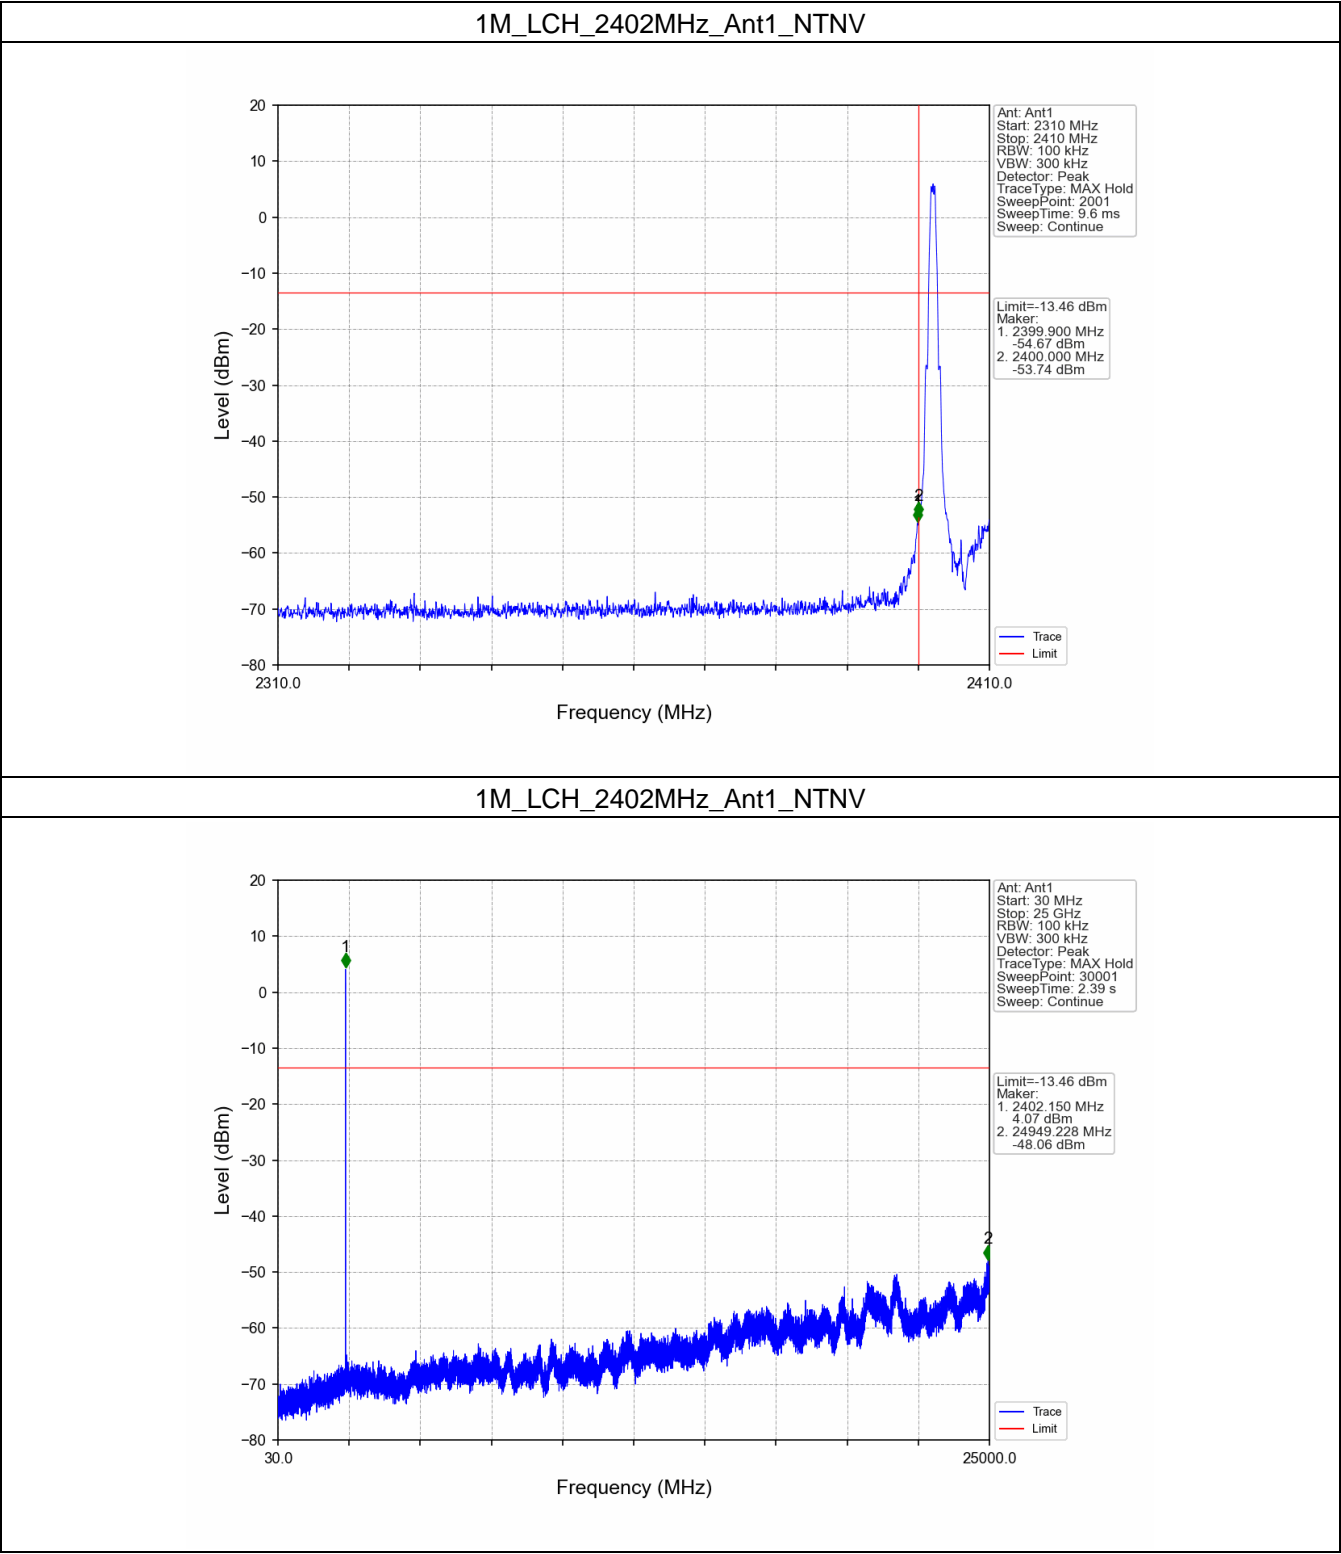 1M_LCH_2402MHz_Ant1_NTNV
20
10
0
−10
−20
−30
−40
−50
−60
−70
−80
Level (dBm)
2
2310.0
2410.0
Frequency (MHz)
Ant: Ant1
Start: 2310 MHz
Stop: 2410 MHz
RBW: 100 kHz
VBW: 300 kHz
Detector: Peak
TraceType: MAX Hold
SweepPoint: 2001
SweepTime: 9.6 ms
Sweep: Continue
Limit=-13.46 dBm
Maker:
1. 2399.900 MHz
-54.67 dBm
2. 2400.000 MHz
-53.74 dBm
Trace
Limit
1M_LCH_2402MHz_Ant1_NTNV
20
10
0
−10
−20
−30
−40
−50
−60
−70
−80
Level (dBm)
1
2
30.0
25000.0
Frequency (MHz)
Ant: Ant1
Start: 30 MHz
Stop: 25 GHz
RBW: 100 kHz
VBW: 300 kHz
Detector: Peak
TraceType: MAX Hold
SweepPoint: 30001
SweepTime: 2.39 s
Sweep: Continue
Limit=-13.46 dBm
Maker:
1. 2402.150 MHz
4.07 dBm
2. 24949.228 MHz
-48.06 dBm
Trace
Limit